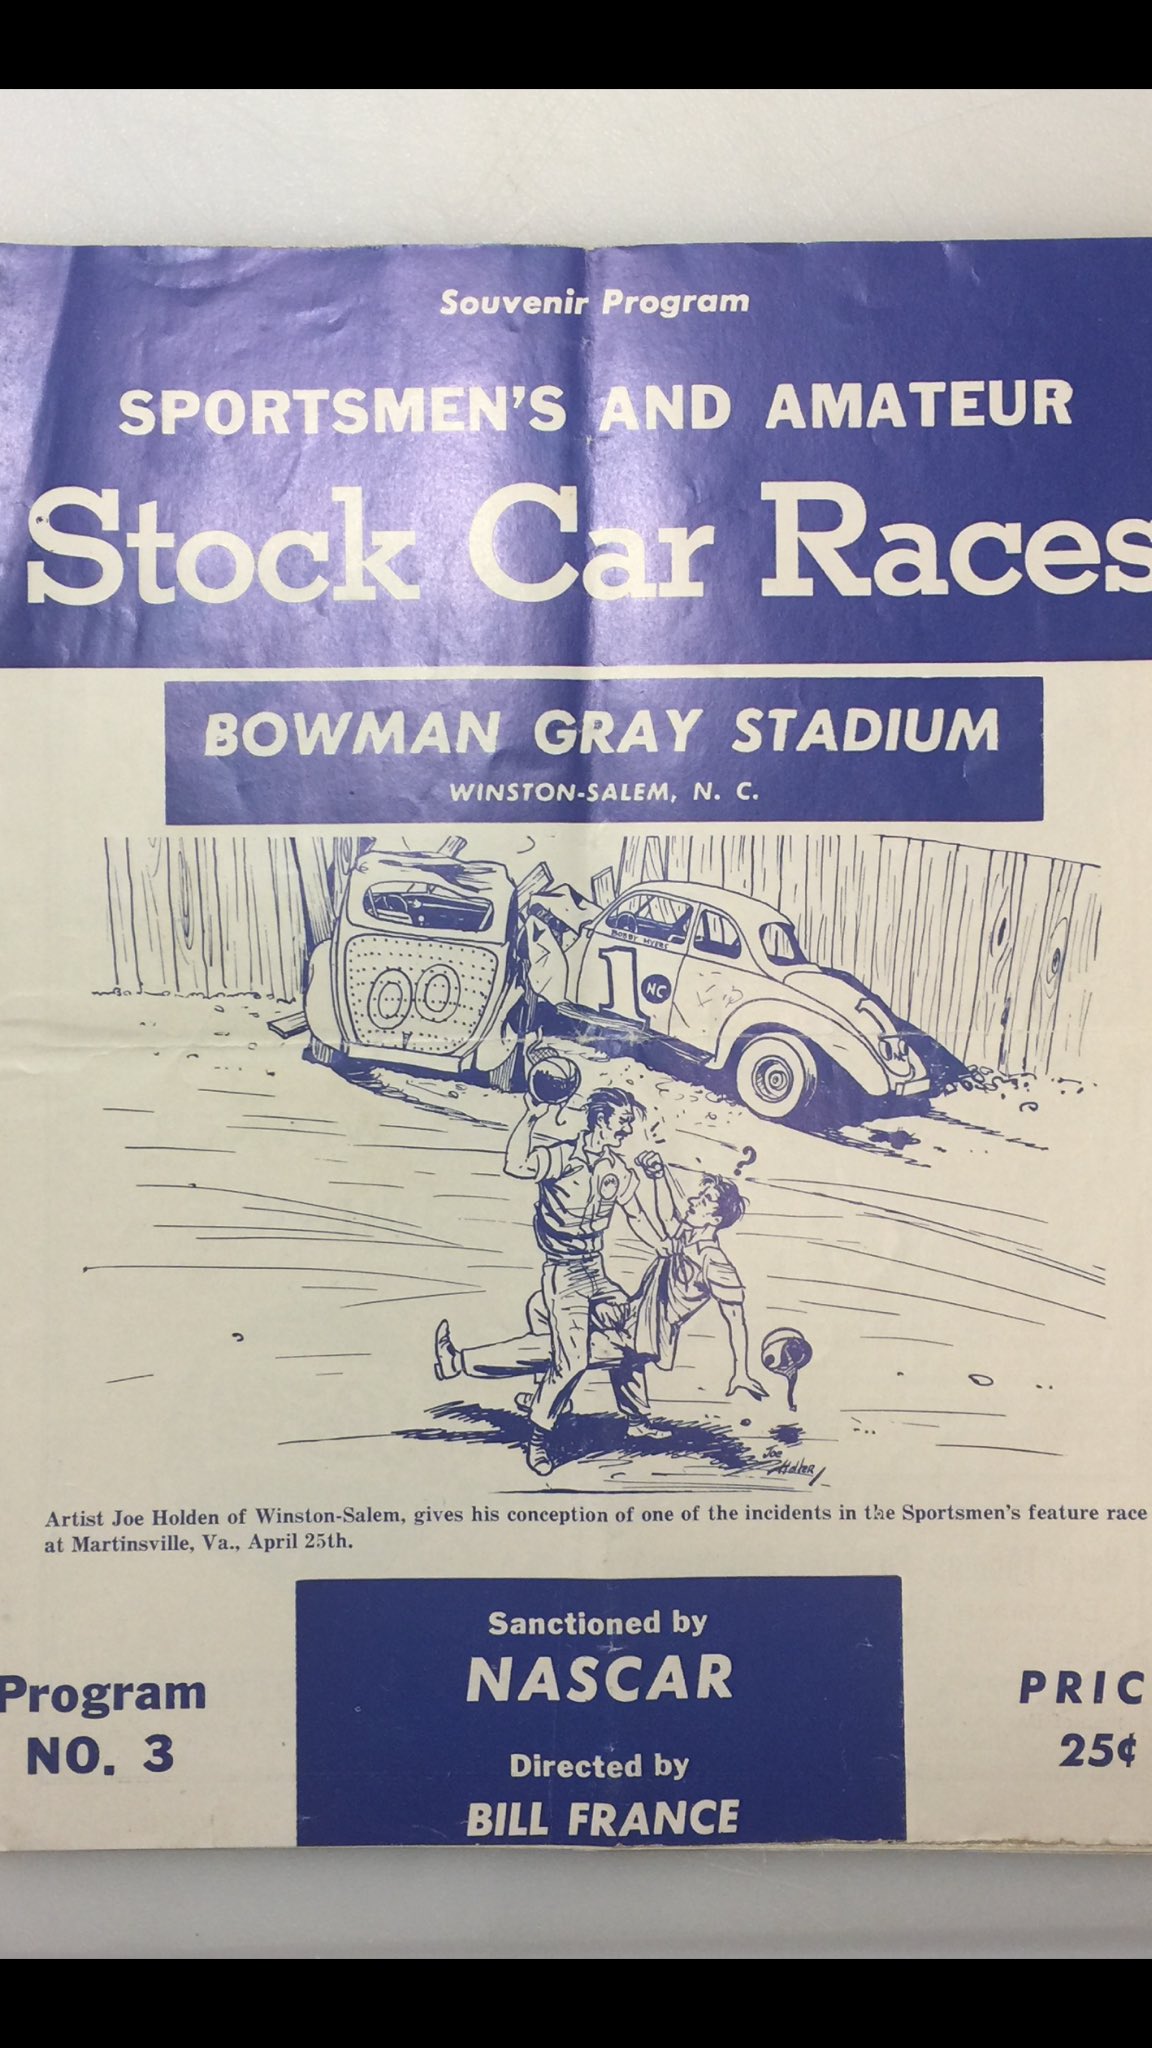 Souvenir Program
SPORTSMEN'S AND AMATEUR
Stock Car Races
BOWMAN GRAY STADIUM
WINSTON-SALEM, N. C.
OO
BOBBY MYERS
1
NC
?
Joe
Holden
Artist Joe Holden of Winston-Salem, gives his conception of one of the incidents in the Sportsmen's feature race
at Martinsville, Va., April 25th.
Program
NO. 3
Sanctioned by
NASCAR
Directed by
BILL FRANCE
PRIC
25¢